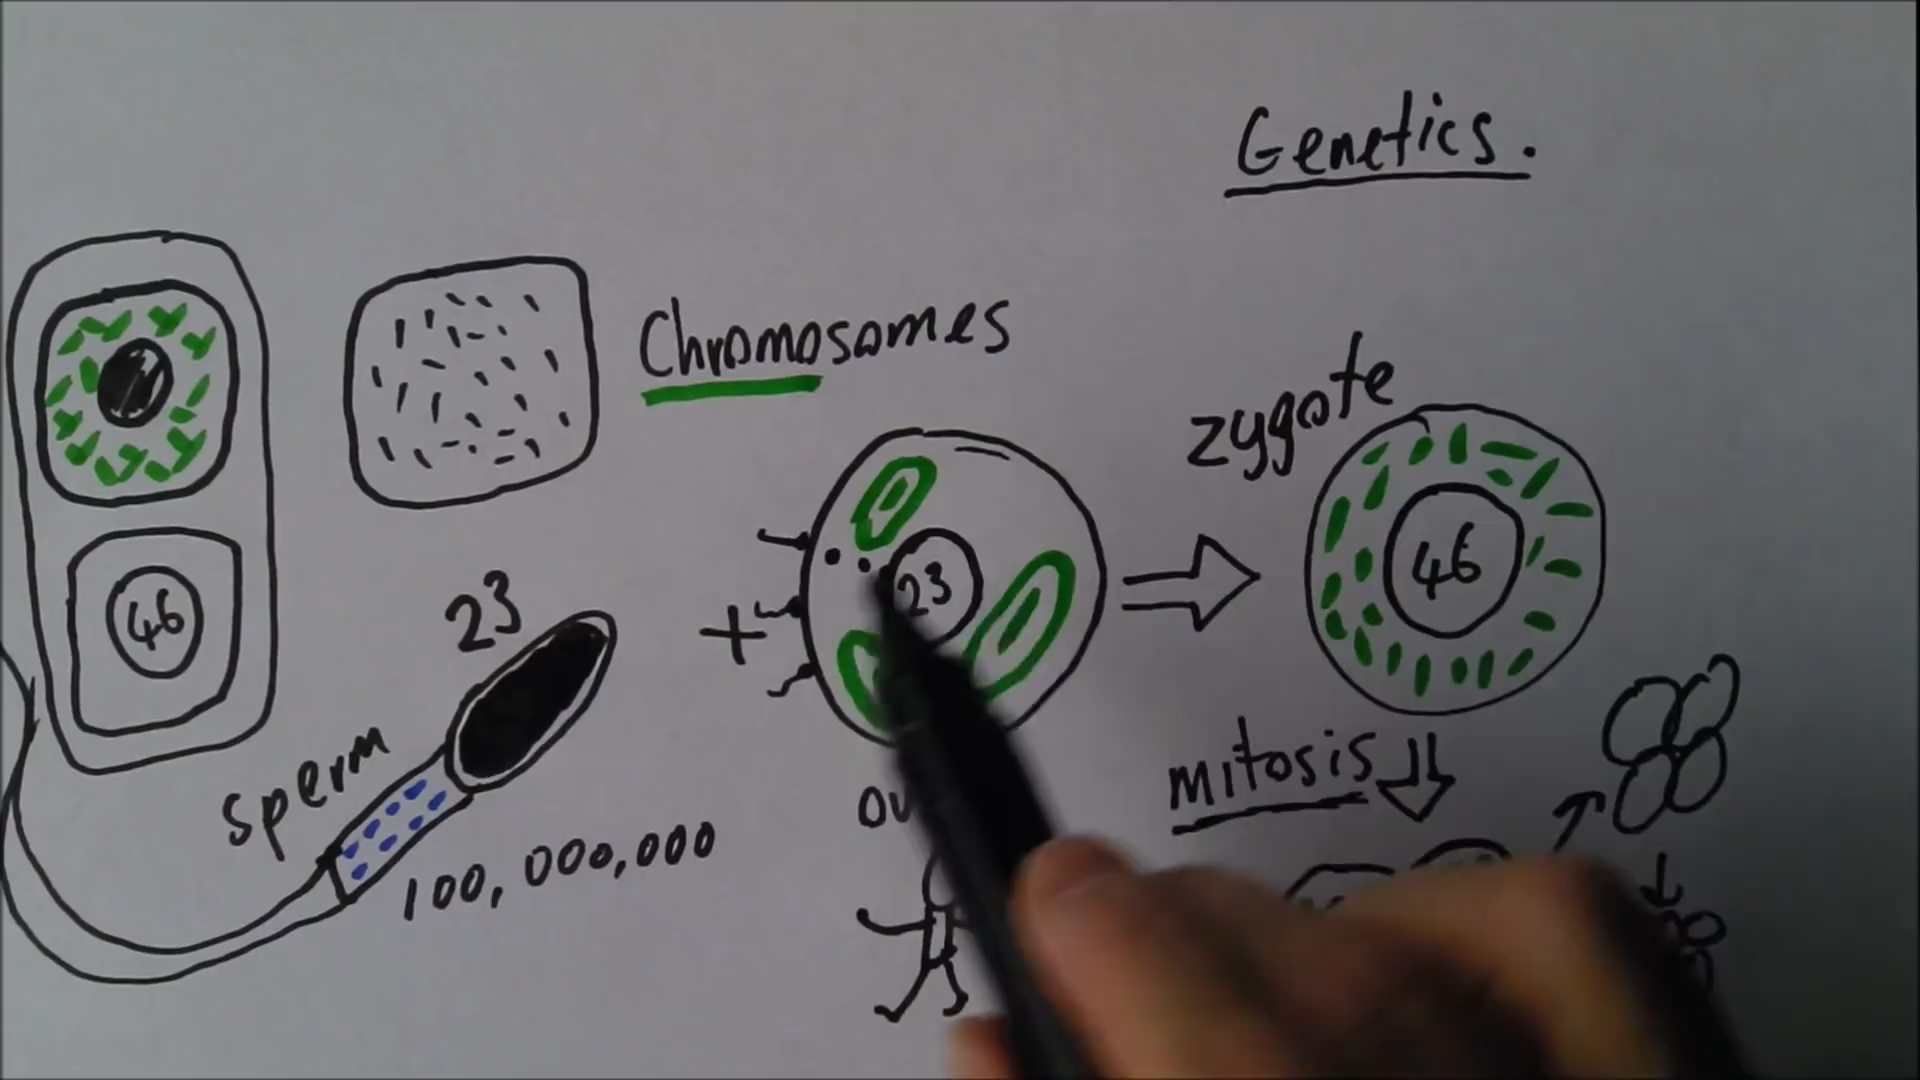 Genetics.
Chromosomes
zygote
46
23
46
23
+
sperm
mitosis
100,000,000